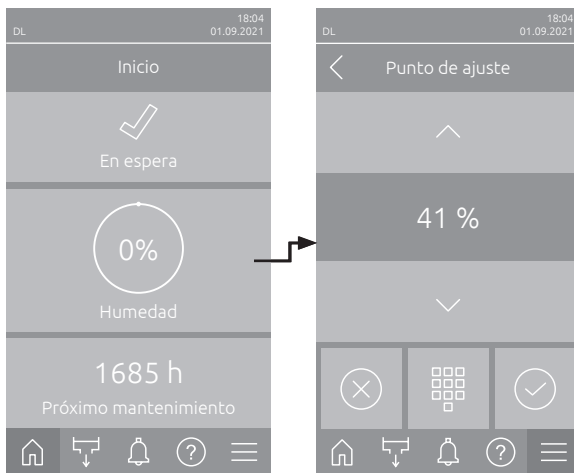 18:04
DL 01.09.2021
Inicio
En espera
0%
Humedad
1685 h
Próximo mantenimiento
?
18:04
DL 01.09.2021
Punto de ajuste
41 %
?